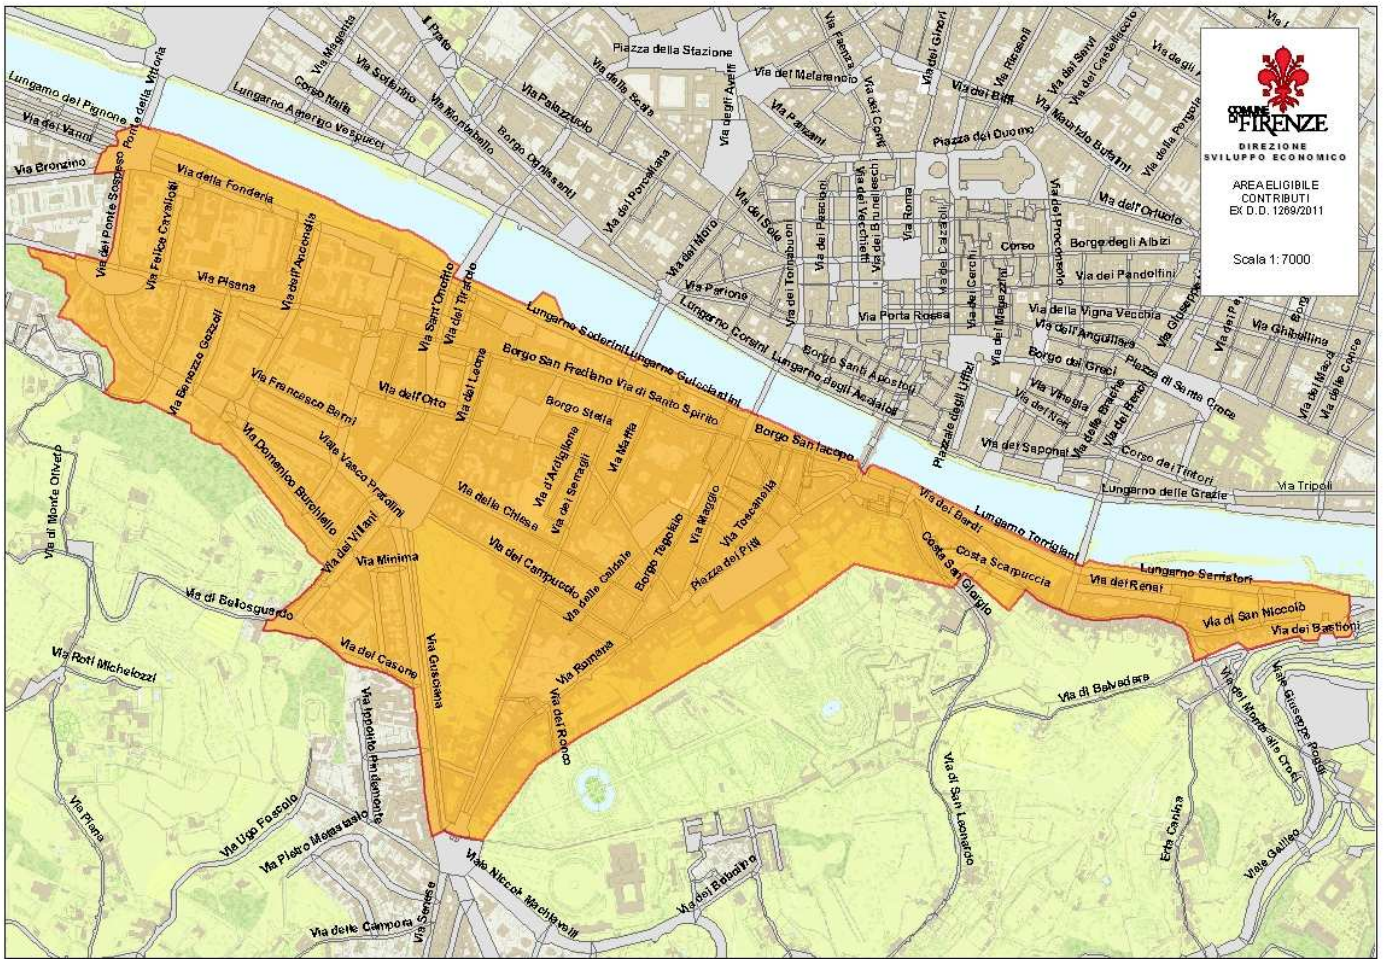 COMUNE DI
FIRENZE
DIREZIONE
SVILUPPO ECONOMICO
AREA ELIGIBILE
CONTRIBUTI
EX D.D. 1269/2011
Scala 1:7000
Via Magenta
Il Prato
Piazza della Stazione
Via Faenza
Via dei Ginori
Via dei Servi
Via del Castellaccio
Via degli
Lungarno del Pignone
Ponte della Vittoria
Corso Italia
Via Solferino
Via della Scala
Via degli Avelli
Via del Melarancio
Lungarno Amerigo Vespucci
Via Montebello
Via Palazzuolo
Via Panzani
Via dei Conti
Via dei Biffi
Via Maurizio Bufalini
Via della Pergola
Via dei Vanni
Via Bronzino
Via del Ponte Sospeso
Borgo Ognissanti
Via del Porcellana
Piazza del Duomo
Via della Fonderia
Via Felice Cavallotti
Via dell'Anconella
Via del Moro
Via del Sole
Via dei Tornabuoni
Via dei Pescioni
Via dei Vecchietti
Via dei Brunelleschi
Via Roma
Via dei Calzaioli
Via del Proconsolo
Via dell'Oriuolo
Corso
Borgo degli Albizi
Via dei Pandolfini
Via Pisana
Via Sant'Onofrio
Via del Tiratoio
Via Parione
Lungarno Corsini
Via Porta Rossa
Via dei Cerchi
Via dei Magazzini
Via della Vigna Vecchia
Via dell'Anguillara
Via Giuseppe
Via Ghibellina
Via Benozzo Gozzoli
Lungarno Soderini
Lungarno Guicciardini
Lungarno degli Acciaioli
Borgo Santi Apostoli
Piazzale degli Uffizi
Borgo dei Greci
Piazza di Santa Croce
Via dei Macci
Via delle Conce
Via Francesco Berni
Via dell'Orto
Via del Leone
Borgo San Frediano
Via di Santo Spirito
Borgo Stella
Via Vinegia
Via dei Neri
Via delle Brache
Via dei Benci
Via dei Saponai
Corso dei Tintori
Lungarno delle Grazie
Via Tripoli
Via di Monte Oliveto
Via Domenico Burchiello
Viale Vasco Pratolini
Via dei Villani
Via Minima
Via della Chiesa
Via d'Ardiglione
Via dei Serragli
Via Maffia
Borgo San Iacopo
Via dei Bardi
Lungarno Torrigiani
Via del Campuccio
Via delle Caldaie
Borgo Tegolaio
Via Maggio
Via Toscanella
Piazza dei Pitti
Costa San Giorgio
Costa Scarpuccia
Via dei Renai
Lungarno Serristori
Via di San Niccolò
Via dei Bastioni
Via di Bellosguardo
Via Roti Michelozzi
Via del Casone
Via Gusciana
Via Romana
Via del Ronco
Via di Belvedere
Via del Monte alle Croci
Viale Giuseppe Poggi
Via Ippolito Pindemonte
Via Piana
Via Ugo Foscolo
Via Pietro Metastasio
Via di San Leonardo
Erta Canina
Viale Galileo
Via delle Campora
Via Senese
Viale Niccolò Machiavelli
Via del Bobolino